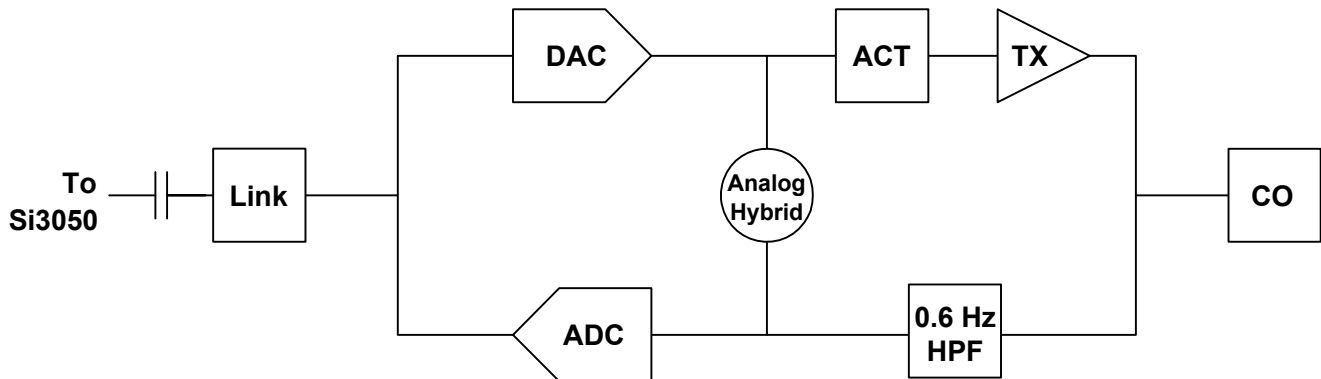 DAC
ACT
TX
To
Si3050
Link
Analog
Hybrid
CO
ADC
0.6 Hz
HPF